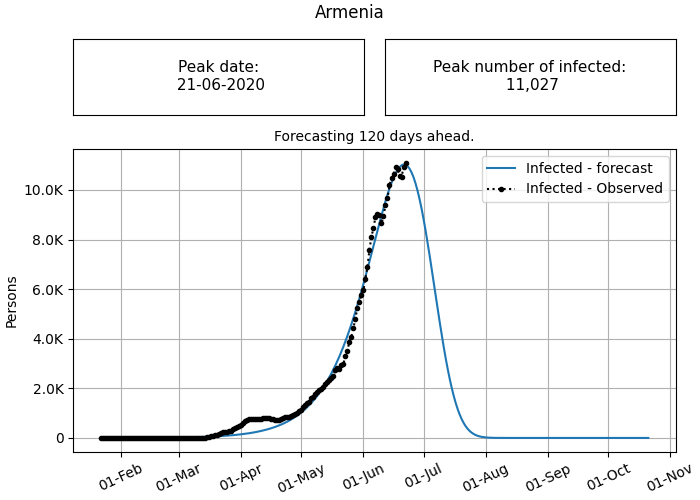 Armenia
Peak date:
21-06-2020
Peak number of infected:
11,027
Forecasting 120 days ahead.
Infected - forecast
Infected - Observed
Persons
10.0K
8.0K
6.0K
4.0K
2.0K
0
01-Feb
01-Mar
01-Apr
01-May
01-Jun
01-Jul
01-Aug
01-Sep
01-Oct
01-Nov